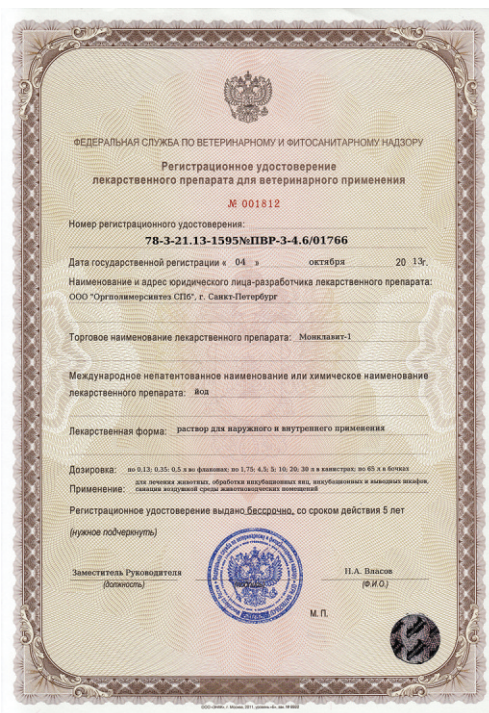 ФЕДЕРАЛЬНАЯ СЛУЖБА ПО ВЕТЕРИНАРНОМУ И ФИТОСАНИТАРНОМУ НАДЗОРУ
Регистрационное удостоверение
лекарственного препарата для ветеринарного применения
№ 001812
Номер регистрационного удостоверения:
78-3-21.13-1595№ПВР-3-4.6/01766
Дата государственной регистрации « 04 » октября 20 13г.
Наименование и адрес юридического лица-разработчика лекарственного препарата:
ООО "Оргполимерсинтез СПб", г. Санкт-Петербург
Торговое наименование лекарственного препарата: Монклавит-1
Международное непатентованное наименование или химическое наименование
лекарственного препарата: йод
Лекарственная форма: раствор для наружного и внутреннего применения
Дозировка: по 0,13; 0,35; 0,5 л во флаконах; по 1,75; 4,5; 5; 10; 20; 30 л в канистрах; по 65 л в бочках
для лечения животных, обработки инкубационных яиц, инкубационных и выводных шкафов,
Применение: санация воздушной среды животноводческих помещений
Регистрационное удостоверение выдано бессрочно, со сроком действия 5 лет
(нужное подчеркнуть)
Заместитель Руководителя Н.А. Власов
(должность) (Ф.И.О.)
М. П.